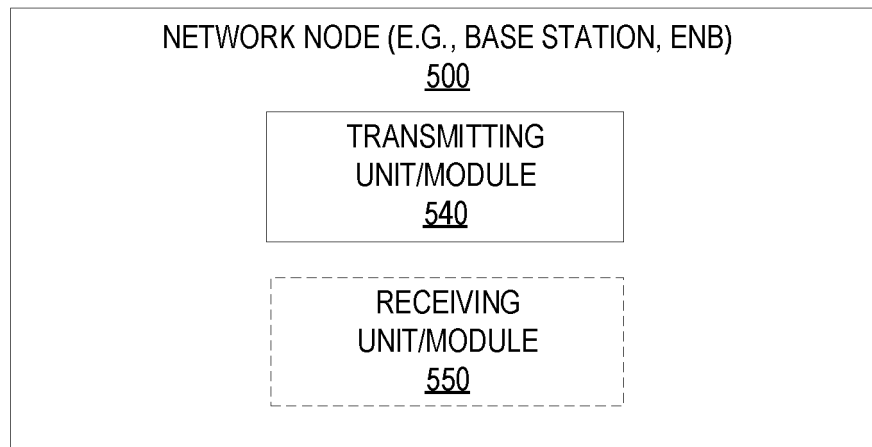 NETWORK NODE (E.G., BASE STATION, ENB)
500
TRANSMITTING
UNIT/MODULE
540
RECEIVING
UNIT/MODULE
550